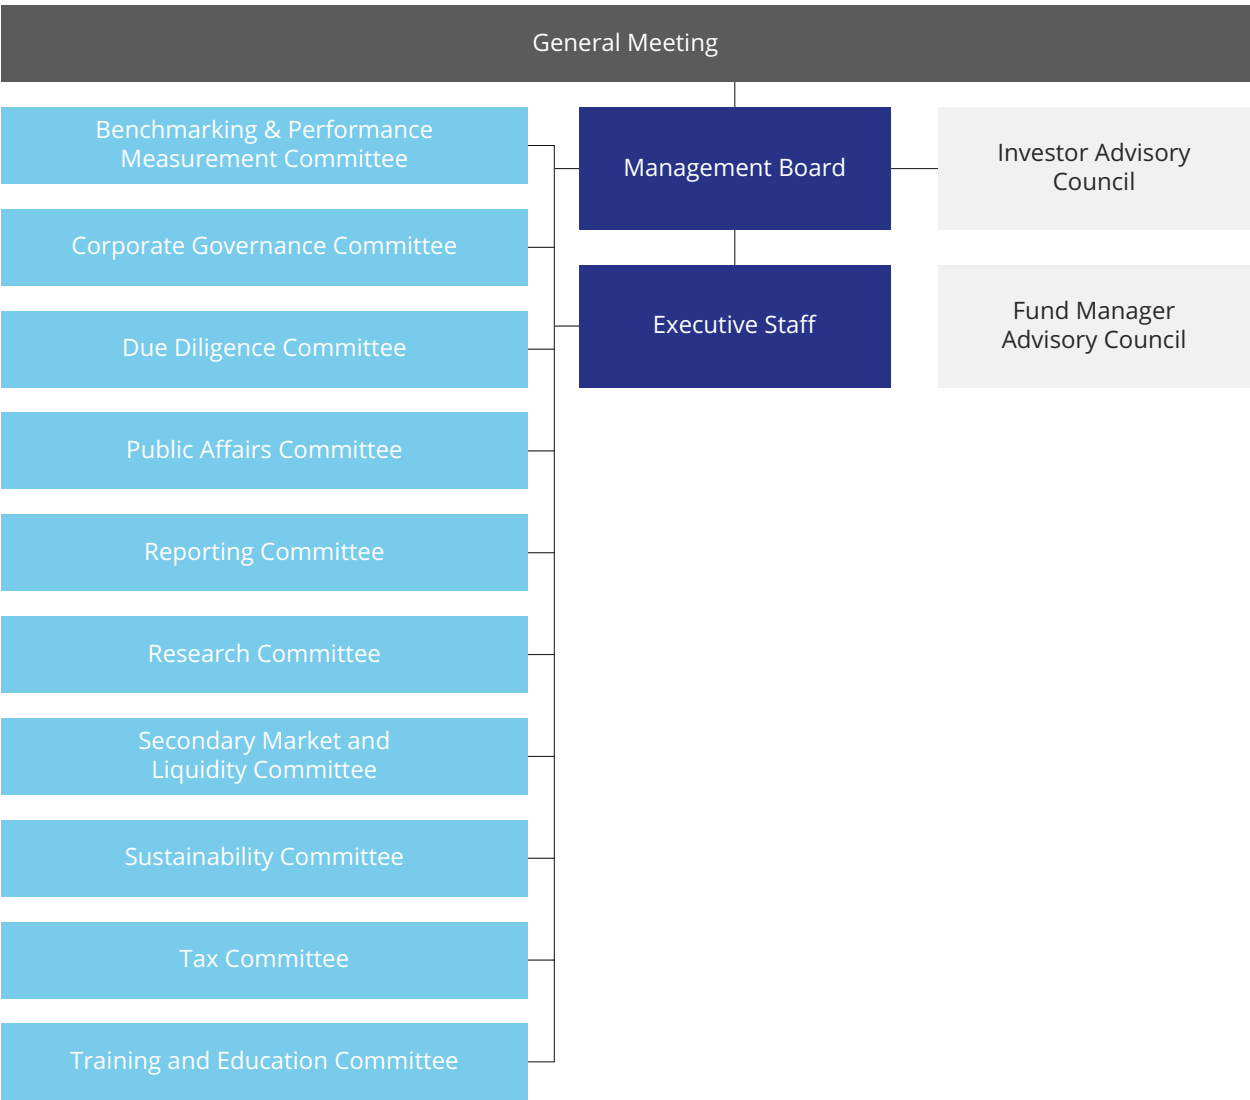 General Meeting
Benchmarking & Performance
Measurement Committee
Corporate Governance Committee
Due Diligence Committee
Public Affairs Committee
Reporting Committee
Research Committee
Secondary Market and
Liquidity Committee
Sustainability Committee
Tax Committee
Training and Education Committee
Management Board
Executive Staff
Investor Advisory
Council
Fund Manager
Advisory Council